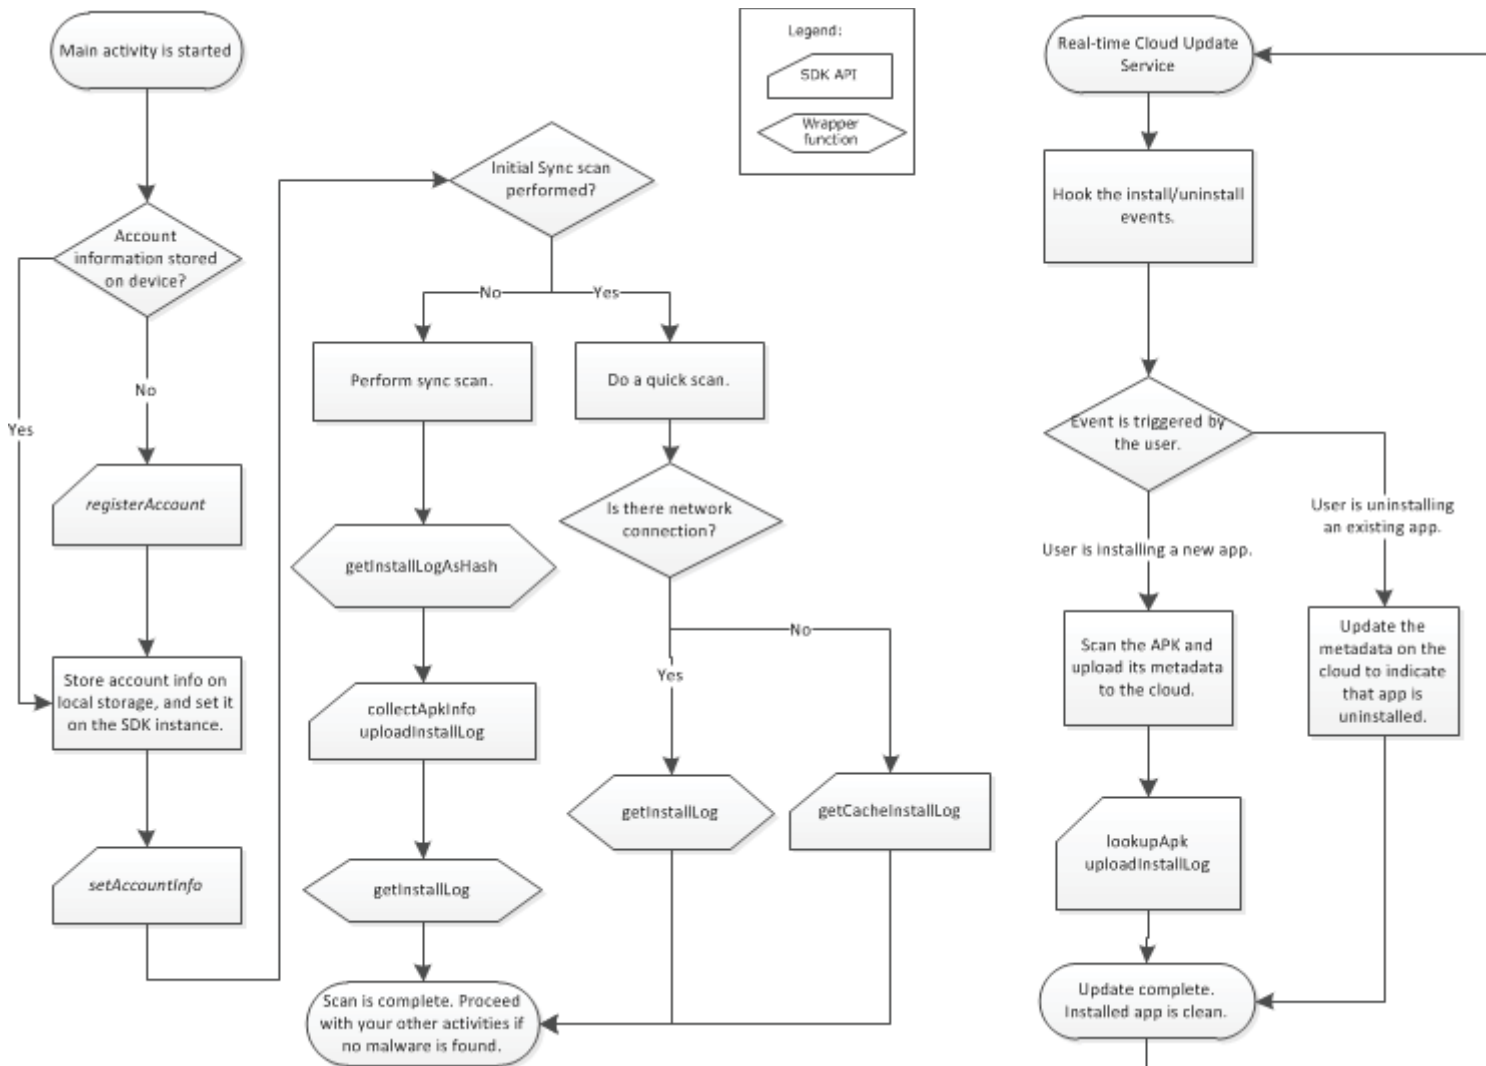 Main activity is started
Account
information stored
on device?
Yes
No
registerAccount
Store account info on
local storage, and set it
on the SDK instance.
setAccountInfo
Initial Sync scan
performed?
No
Yes
Perform sync scan.
getInstallLogAsHash
collectApkInfo
uploadInstallLog
getInstallLog
Do a quick scan.
Is there network
connection?
Yes
No
getInstallLog
getCacheInstallLog
Scan is complete. Proceed
with your other activities if
no malware is found.
Legend:
SDK API
Wrapper
function
Real-time Cloud Update
Service
Hook the install/uninstall
events.
Event is triggered by
the user.
User is installing a new app.
User is uninstalling
an existing app.
Scan the APK and
upload its metadata
to the cloud.
Update the
metadata on the
cloud to indicate
that app is
uninstalled.
lookupApk
uploadInstallLog
Update complete.
Installed app is clean.